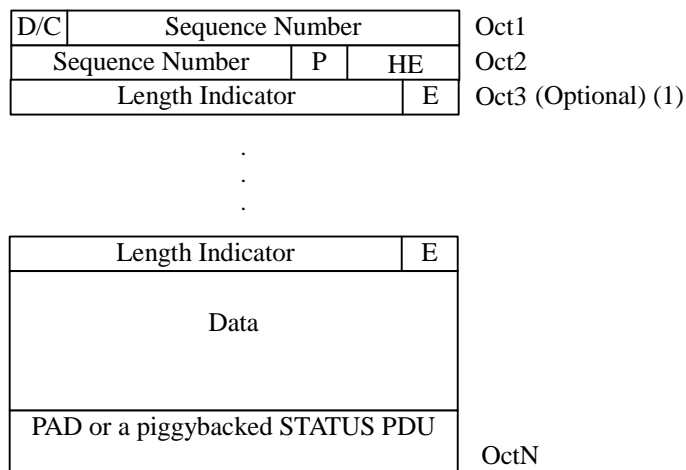 D/C Sequence Number Oct1
Sequence Number P HE Oct2
Length Indicator E Oct3 (Optional) (1)
.
.
.
Length Indicator E
Data
PAD or a piggybacked STATUS PDU
OctN